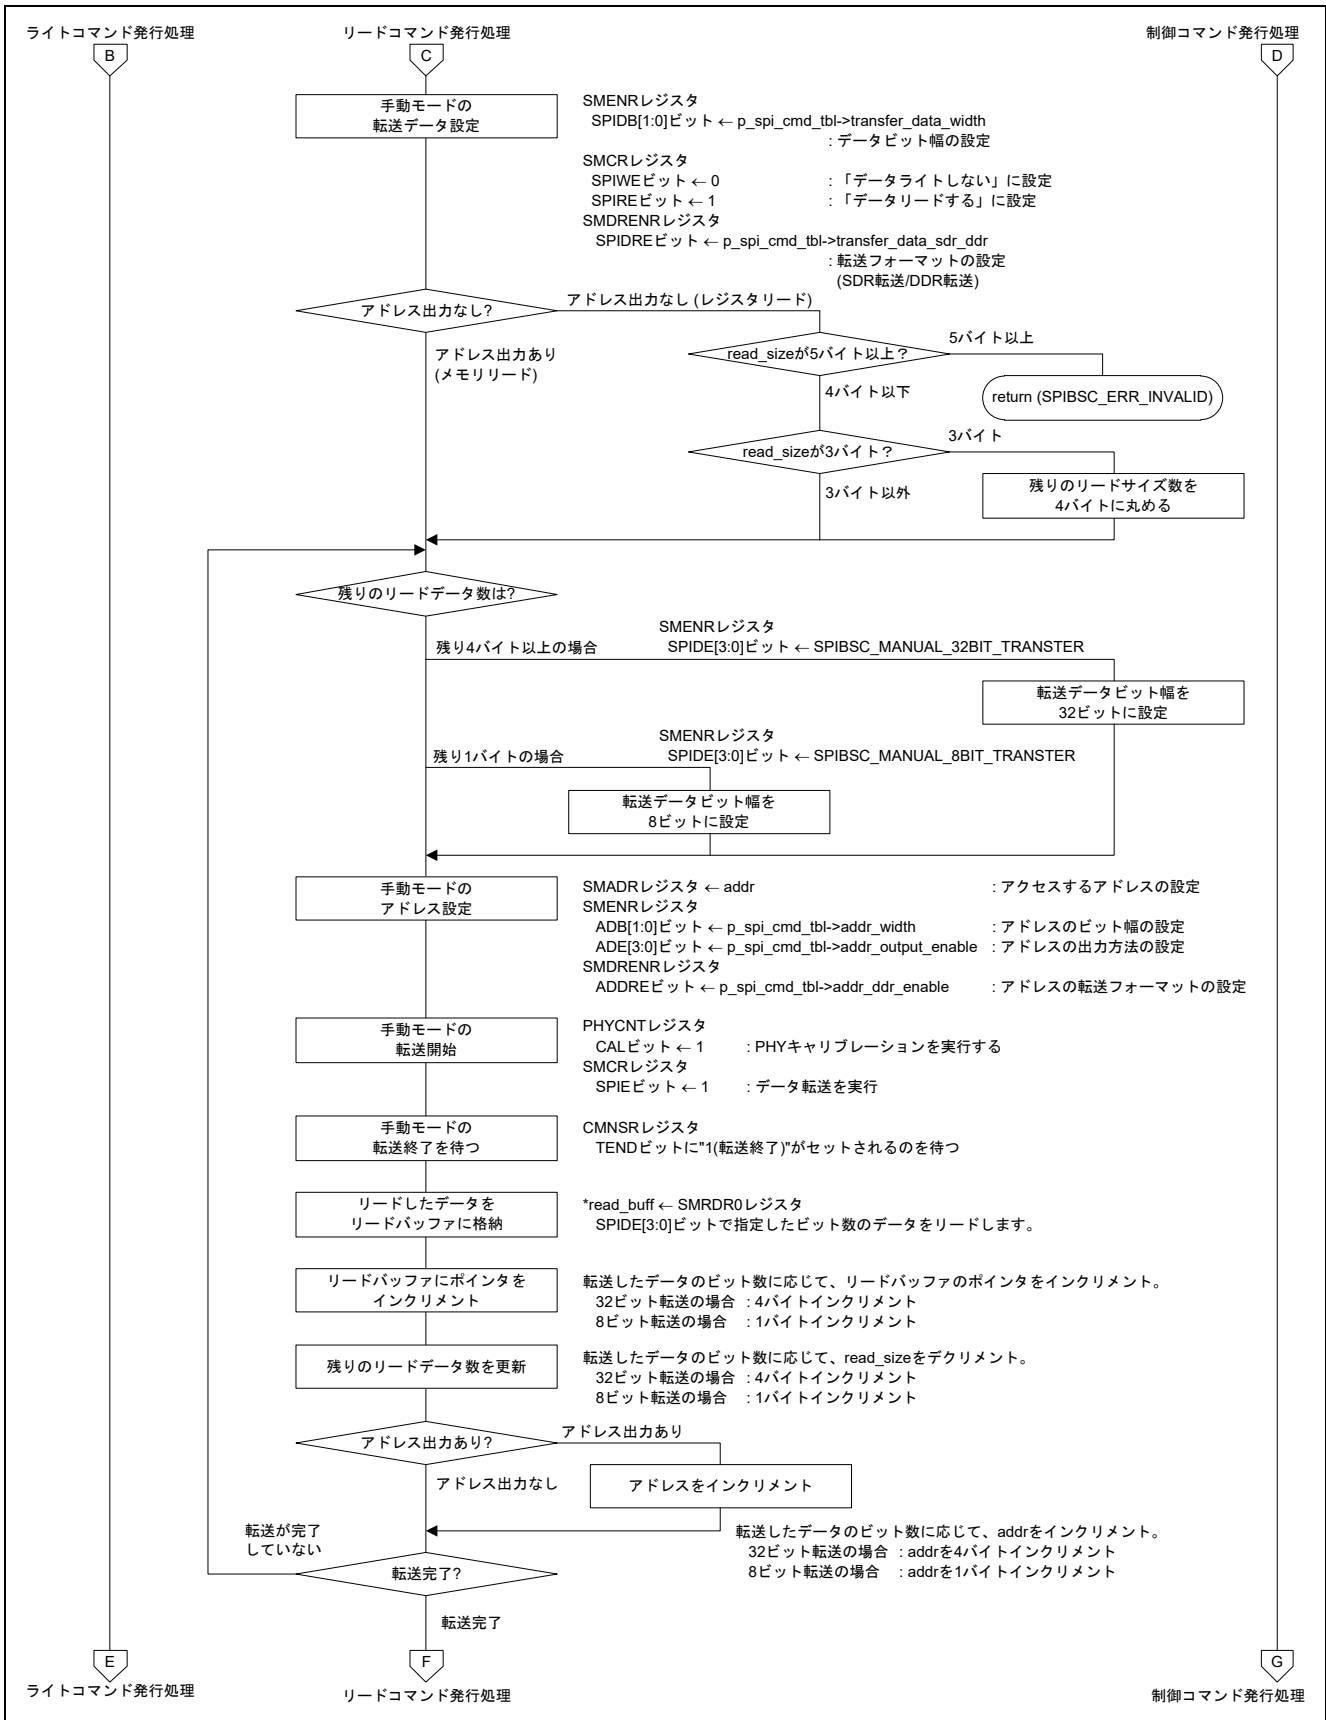 ライトコマンド発行処理
リードコマンド発行処理
制御コマンド発行処理
B
C
D
手動モードの
転送データ設定
SMENRレジスタ
SPIDB[1:0]ビット ← p_spi_cmd_tbl->transfer_data_width
: データビット幅の設定
SMCRレジスタ
SPIWEビット ← 0 : 「データライトしない」に設定
SPIREビット ← 1 : 「データリードする」に設定
SMDRENRレジスタ
SPIDREビット ← p_spi_cmd_tbl->transfer_data_sdr_ddr
: 転送フォーマットの設定
(SDR転送/DDR転送)
アドレス出力なし?
アドレス出力なし (レジスタリード)
アドレス出力あり
(メモリリード)
read_sizeが5バイト以上？
5バイト以上
return (SPIBSC_ERR_INVALID)
4バイト以下
read_sizeが3バイト？
3バイト
残りのリードサイズ数を
4バイトに丸める
3バイト以外
残りのリードデータ数は?
SMENRレジスタ
残り4バイト以上の場合
SPIDE[3:0]ビット ← SPIBSC_MANUAL_32BIT_TRANSTER
転送データビット幅を
32ビットに設定
SMENRレジスタ
残り1バイトの場合
SPIDE[3:0]ビット ← SPIBSC_MANUAL_8BIT_TRANSTER
転送データビット幅を
8ビットに設定
手動モードの
アドレス設定
SMADRレジスタ ← addr : アクセスするアドレスの設定
SMENRレジスタ
ADB[1:0]ビット ← p_spi_cmd_tbl->addr_width : アドレスのビット幅の設定
ADE[3:0]ビット ← p_spi_cmd_tbl->addr_output_enable : アドレスの出力方法の設定
SMDRENRレジスタ
ADDREビット ← p_spi_cmd_tbl->addr_ddr_enable : アドレスの転送フォーマットの設定
手動モードの
転送開始
PHYCNTレジスタ
CALビット ← 1 : PHYキャリブレーションを実行する
SMCRレジスタ
SPIEビット ← 1 : データ転送を実行
手動モードの
転送終了を待つ
CMNSRレジスタ
TENDビットに"1(転送終了)"がセットされるのを待つ
リードしたデータを
リードバッファに格納
*read_buff ← SMRDR0レジスタ
SPIDE[3:0]ビットで指定したビット数のデータをリードします。
リードバッファにポインタを
インクリメント
転送したデータのビット数に応じて、リードバッファのポインタをインクリメント。
32ビット転送の場合 : 4バイトインクリメント
8ビット転送の場合 : 1バイトインクリメント
残りのリードデータ数を更新
転送したデータのビット数に応じて、read_sizeをデクリメント。
32ビット転送の場合 : 4バイトインクリメント
8ビット転送の場合 : 1バイトインクリメント
アドレス出力あり?
アドレス出力あり
アドレス出力なし
アドレスをインクリメント
転送が完了
していない
転送したデータのビット数に応じて、addrをインクリメント。
32ビット転送の場合 : addrを4バイトインクリメント
8ビット転送の場合 : addrを1バイトインクリメント
転送完了?
転送完了
E
F
G
ライトコマンド発行処理
リードコマンド発行処理
制御コマンド発行処理